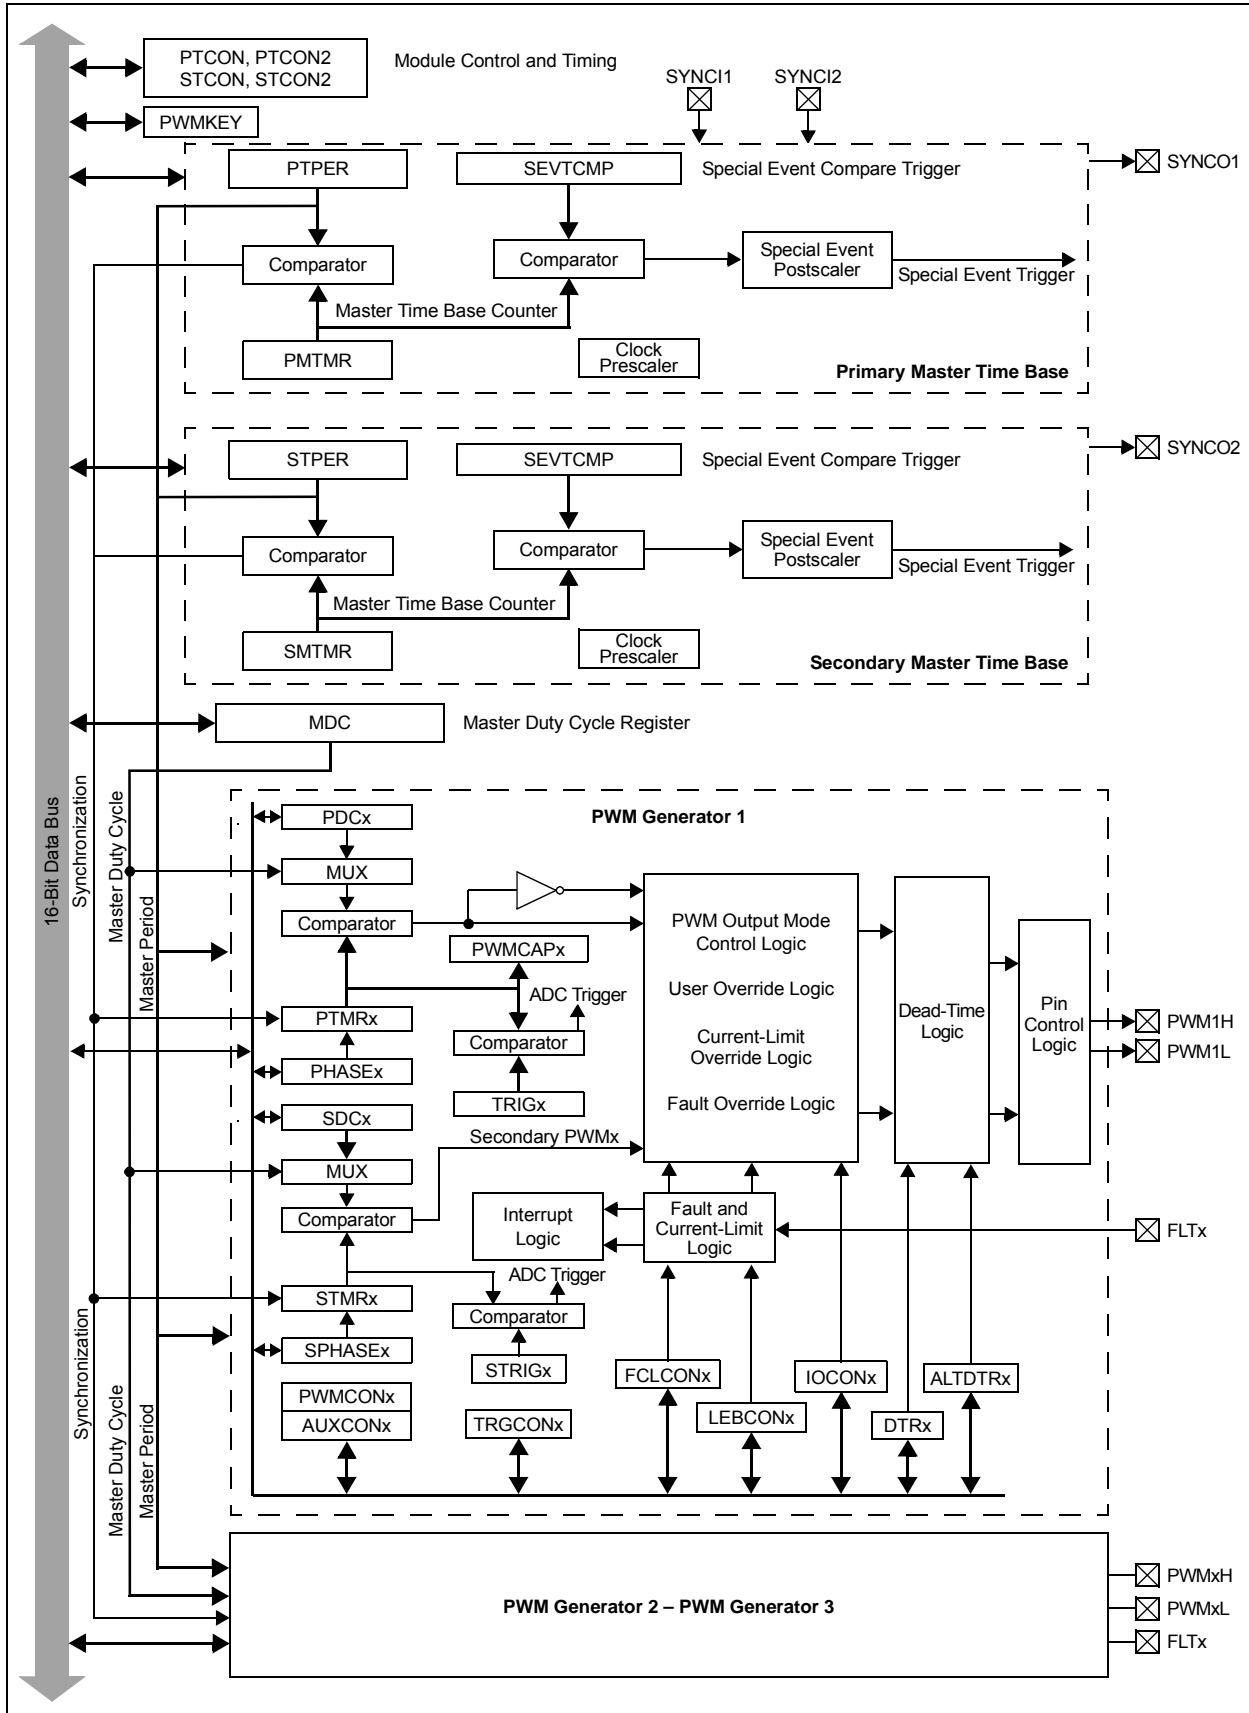 PTCON, PTCON2
STCON, STCON2
Module Control and Timing
SYNCI1
SYNCI2
PWMKEY
PTPER
SEVTCMP
Special Event Compare Trigger
SYNCO1
Comparator
Comparator
Special Event
Postscaler
Special Event Trigger
Master Time Base Counter
PMTMR
Clock
Prescaler
Primary Master Time Base
STPER
SEVTCMP
Special Event Compare Trigger
SYNCO2
Comparator
Comparator
Special Event
Postscaler
Special Event Trigger
Master Time Base Counter
SMTMR
Clock
Prescaler
Secondary Master Time Base
MDC
Master Duty Cycle Register
16-Bit Data Bus
Synchronization
Master Duty Cycle
Master Period
PWM Generator 1
PDCx
MUX
Comparator
PWMCAPx
ADC Trigger
PTMRx
Comparator
PHASEx
TRIGx
PWM Output Mode
Control Logic
User Override Logic
Current-Limit
Override Logic
Fault Override Logic
Dead-Time
Logic
Pin
Control
Logic
PWM1H
PWM1L
SDCx
Secondary PWMx
MUX
Comparator
Interrupt
Logic
Fault and
Current-Limit
Logic
FLTx
ADC Trigger
STMRx
Comparator
SPHASEx
STRIGx
FCLCONx
IOCONx
ALTDTRx
PWMCONx
AUXCONx
TRGCONx
LEBCONx
DTRx
Synchronization
Master Duty Cycle
Master Period
PWM Generator 2 – PWM Generator 3
PWMxH
PWMxL
FLTx